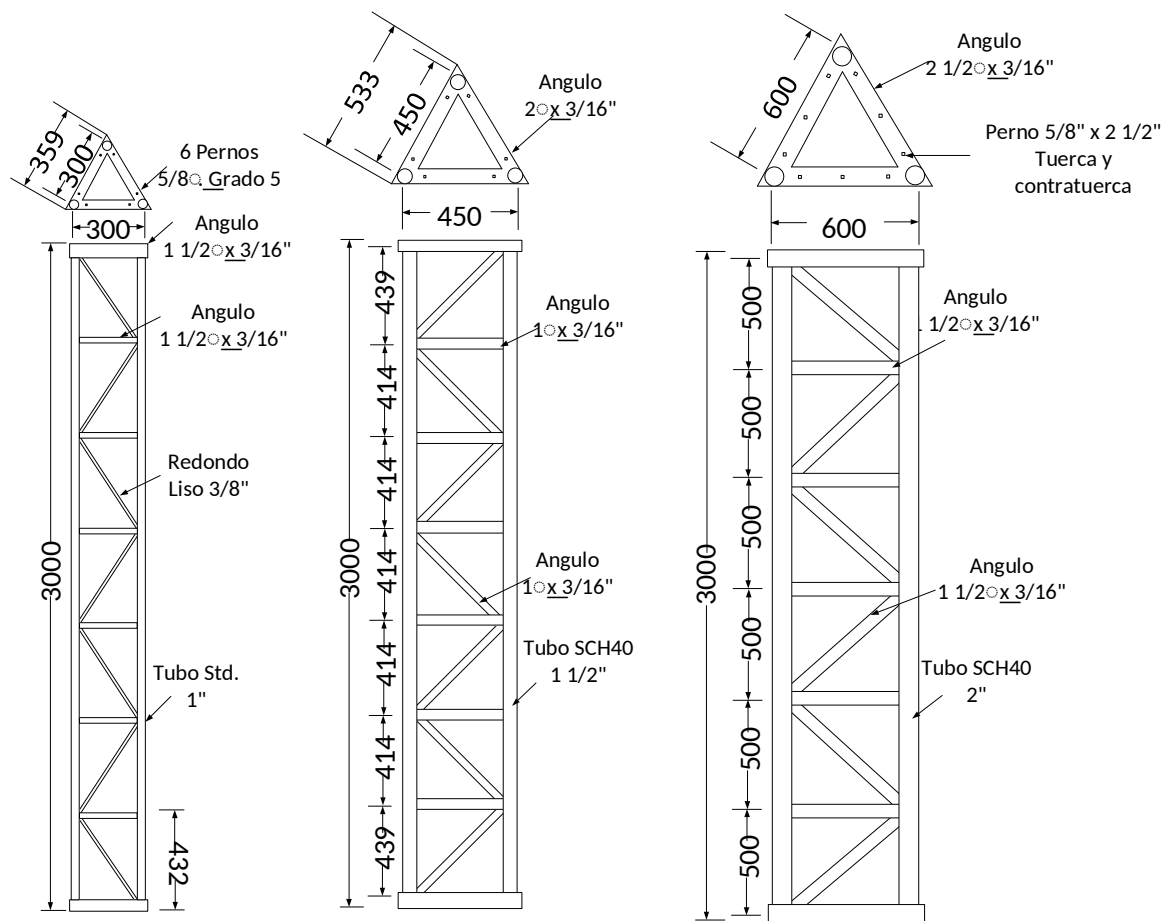 359
300
6 Pernos
5/8◌ Grado 5
300
Angulo
1 1/2◌x 3/16"
Angulo
1 1/2◌x 3/16"
Redondo
Liso 3/8"
3000
Tubo Std.
1"
432
533
450
Angulo
2◌x 3/16"
450
439
414
414
414
414
414
439
3000
Angulo
1◌x 3/16"
Angulo
1◌x 3/16"
Tubo SCH40
1 1/2"
600
Angulo
2 1/2◌x 3/16"
Perno 5/8" x 2 1/2"
Tuerca y
contratuerca
600
500
500
500
500
500
500
3000
Angulo
1/2◌x 3/16"
Angulo
1 1/2◌x 3/16"
Tubo SCH40
2"